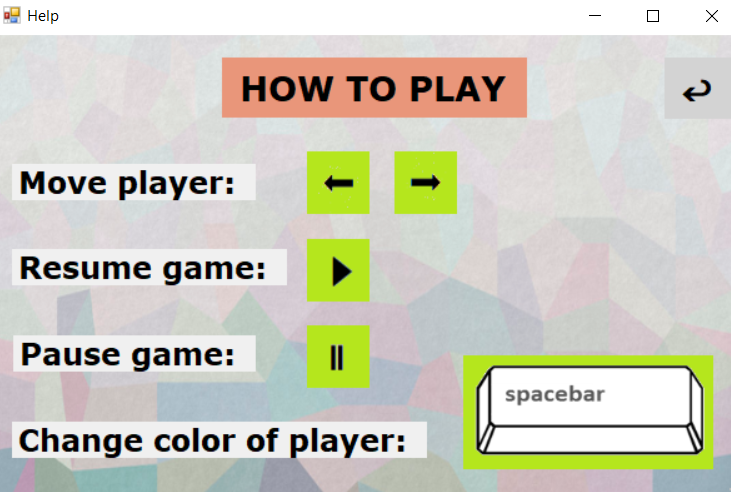 Help
HOW TO PLAY
Move player:
Resume game:
Pause game:
spacebar
Change color of player: